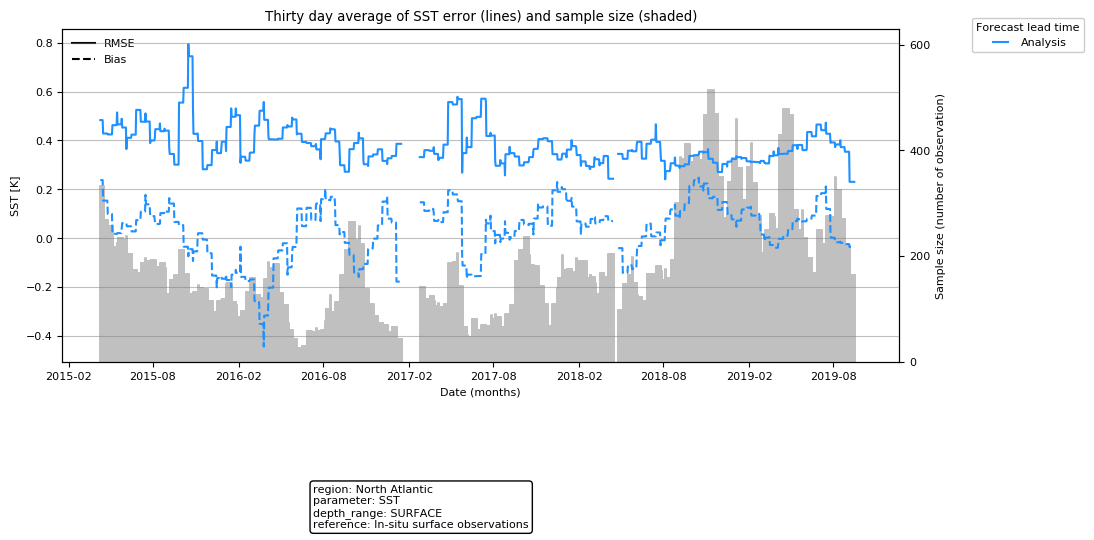 Thirty day average of SST error (lines) and sample size (shaded)
Forecast lead time
Analysis
RMSE
Bias
SST [K]
0.8
0.6
0.4
0.2
0.0
−0.2
−0.4
600
400
200
0
Sample size (number of observation)
2015-02 2015-08 2016-02 2016-08 2017-02 2017-08 2018-02 2018-08 2019-02 2019-08
Date (months)
region: North Atlantic
parameter: SST
depth_range: SURFACE
reference: In-situ surface observations